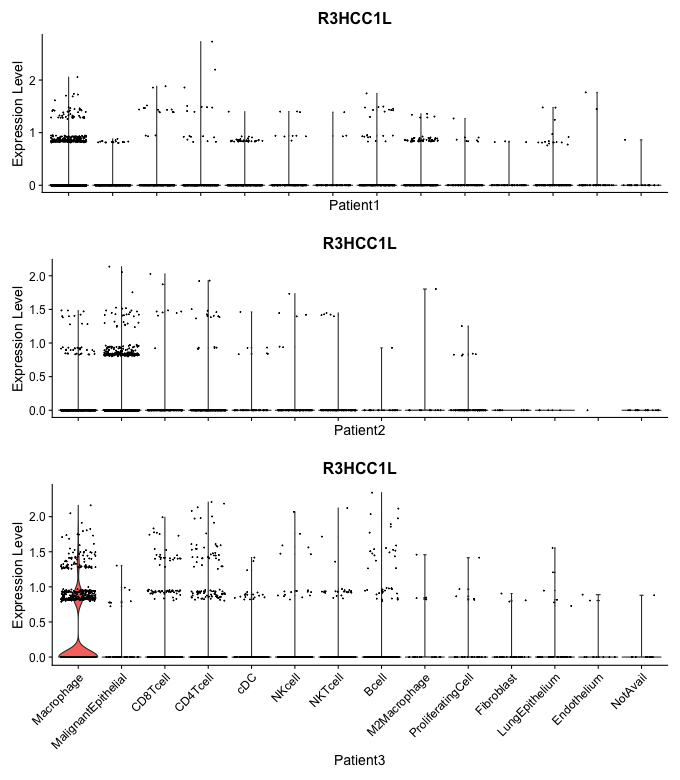 R3HCC1L
Expression Level
2
1
0
Patient1
R3HCC1L
Expression Level
2.0
1.5
1.0
0.5
0.0
Patient2
R3HCC1L
Expression Level
2.0
1.5
1.0
0.5
0.0
Macrophage
MalignantEpithelial
CD8Tcell
CD4Tcell
cDC
NKcell
NKTcell
Bcell
M2Macrophage
ProliferatingCell
Fibroblast
LungEpithelium
Endothelium
NotAvail
Patient3